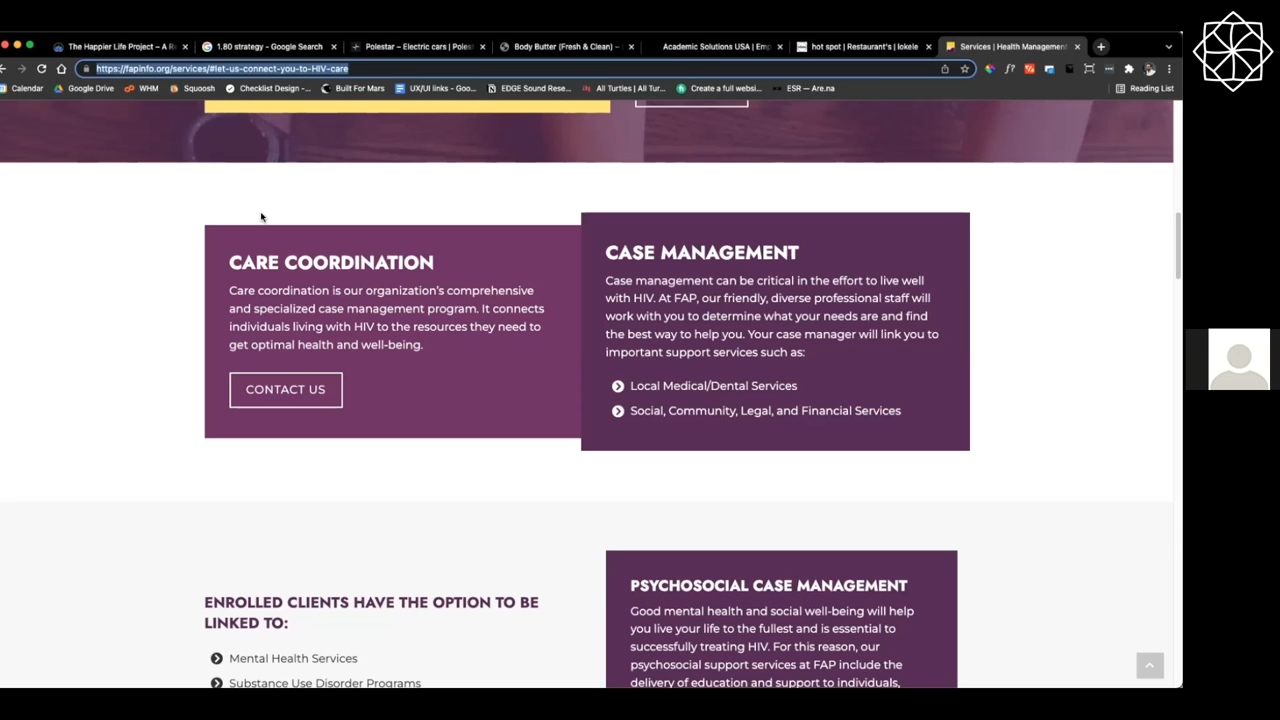 The Happier Life Project – A Re
1.80 strategy - Google Search
Polestar – Electric cars | Poles
Body Butter (Fresh & Clean) –
Academic Solutions USA | Emp
hot spot | Restaurant's | lokele
Services | Health Management
https://fapinfo.org/services/#let-us-connect-you-to-HIV-care
Calendar
Google Drive
WHM
Squoosh
Checklist Design -...
Built For Mars
UX/UI links - Goo...
EDGE Sound Rese...
All Turtles | All Tur...
Create a full websi...
ESR — Are.na
Reading List
CARE COORDINATION
Care coordination is our organization's comprehensive
and specialized case management program. It connects
individuals living with HIV to the resources they need to
get optimal health and well-being.
CONTACT US
CASE MANAGEMENT
Case management can be critical in the effort to live well
with HIV. At FAP, our friendly, diverse professional staff will
work with you to determine what your needs are and find
the best way to help you. Your case manager will link you to
important support services such as:
Local Medical/Dental Services
Social, Community, Legal, and Financial Services
ENROLLED CLIENTS HAVE THE OPTION TO BE
LINKED TO:
Mental Health Services
Substance Use Disorder Programs
PSYCHOSOCIAL CASE MANAGEMENT
Good mental health and social well-being will help
you live your life to the fullest and is essential to
successfully treating HIV. For this reason, our
psychosocial support services at FAP include the
delivery of education and support to individuals,